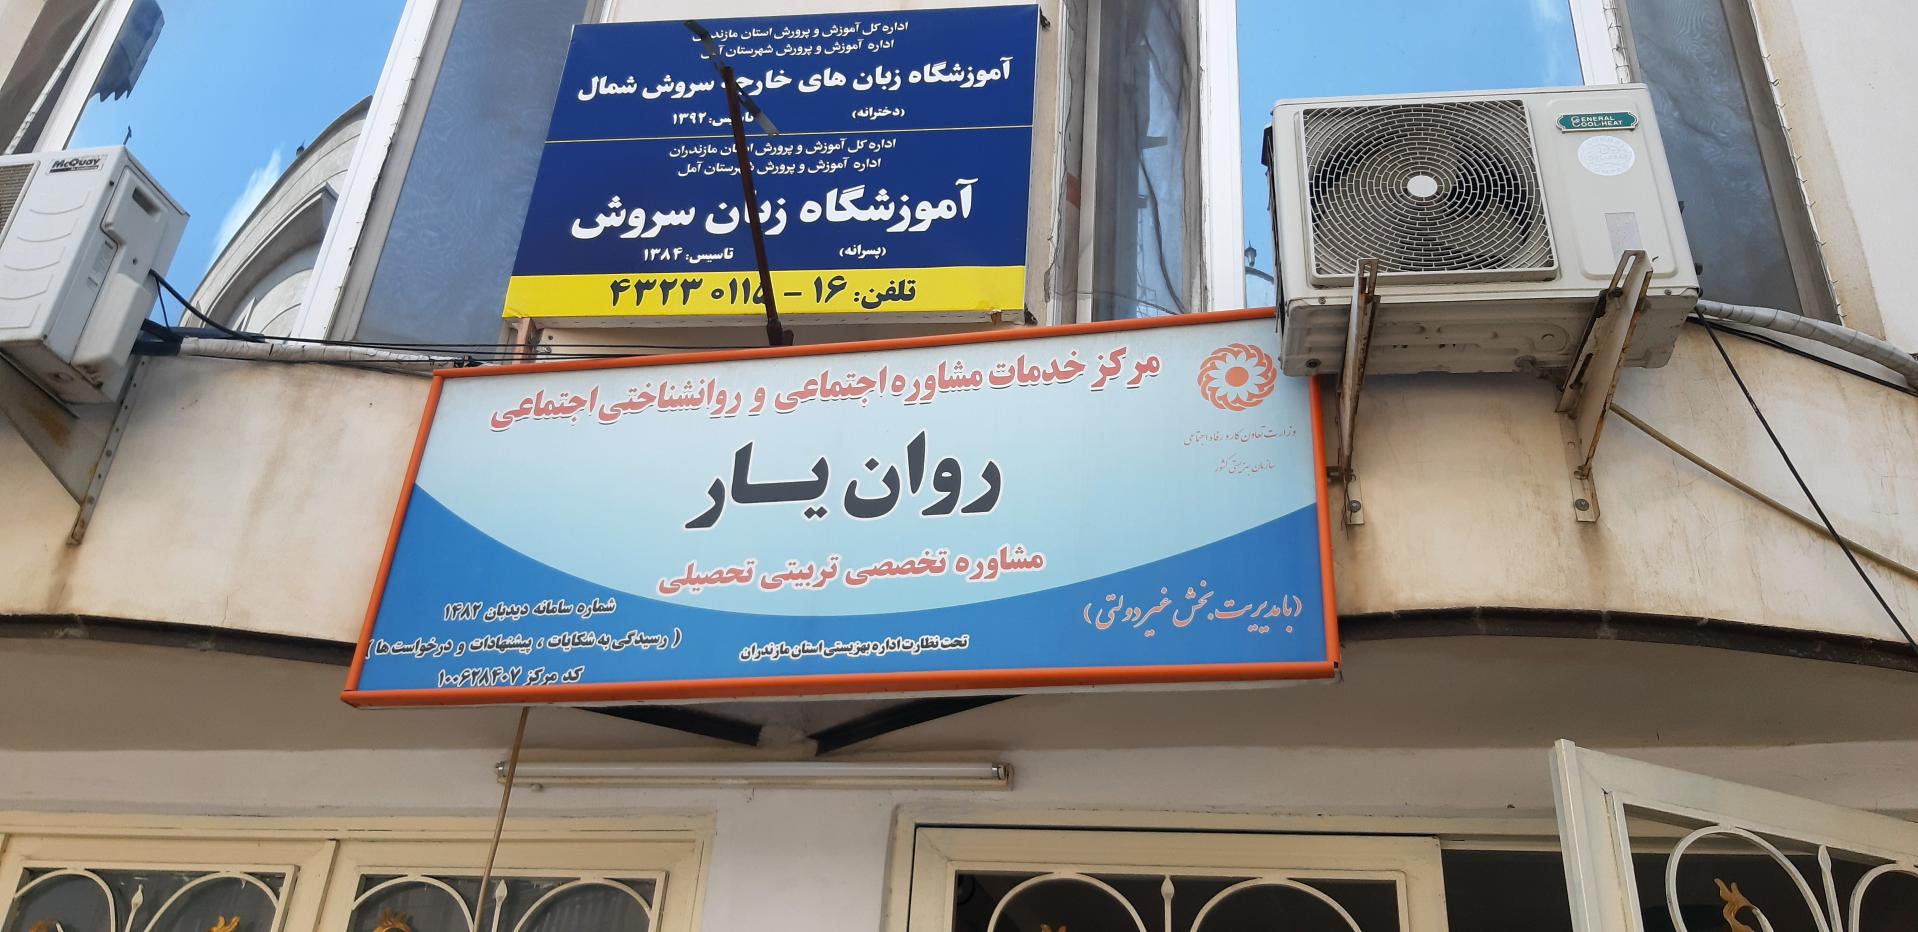 اداره کل آموزش و پرورش استان مازندران
اداره آموزش و پرورش شهرستان آمل
آموزشگاه زبان های خارجه سروش شمال
(دخترانه) تاسیس: ۱۳۹۲
اداره کل آموزش و پرورش استان مازندران
اداره آموزش و پرورش شهرستان آمل
آموزشگاه زبان سروش
(پسرانه) تاسیس: ۱۳۸۴
تلفن: ۱۶ - ۰۱۱۵ ۴۳۲۳
McQuay
GENERAL
COOL-HEAT
مرکز خدمات مشاوره اجتماعی و روانشناختی اجتماعی
وزارت تعاون کار و رفاه اجتماعی
سازمان بهزیستی کشور
روان یار
مشاوره تخصصی تربیتی تحصیلی
(با مدیریت بخش غیر دولتی)
تحت نظارت اداره بهزیستی استان مازندران
شماره سامانه دیدبان ۱۴۸۲
( رسیدگی به شکایات ، پیشنهادات و درخواست ها )
کد مرکز ۱۰۰۶۲۸۴۰۷